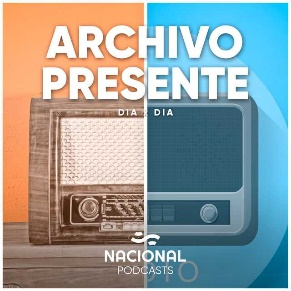 ARCHIVO
PRESENTE
DIA x DIA
NACIONAL
PODCASTS